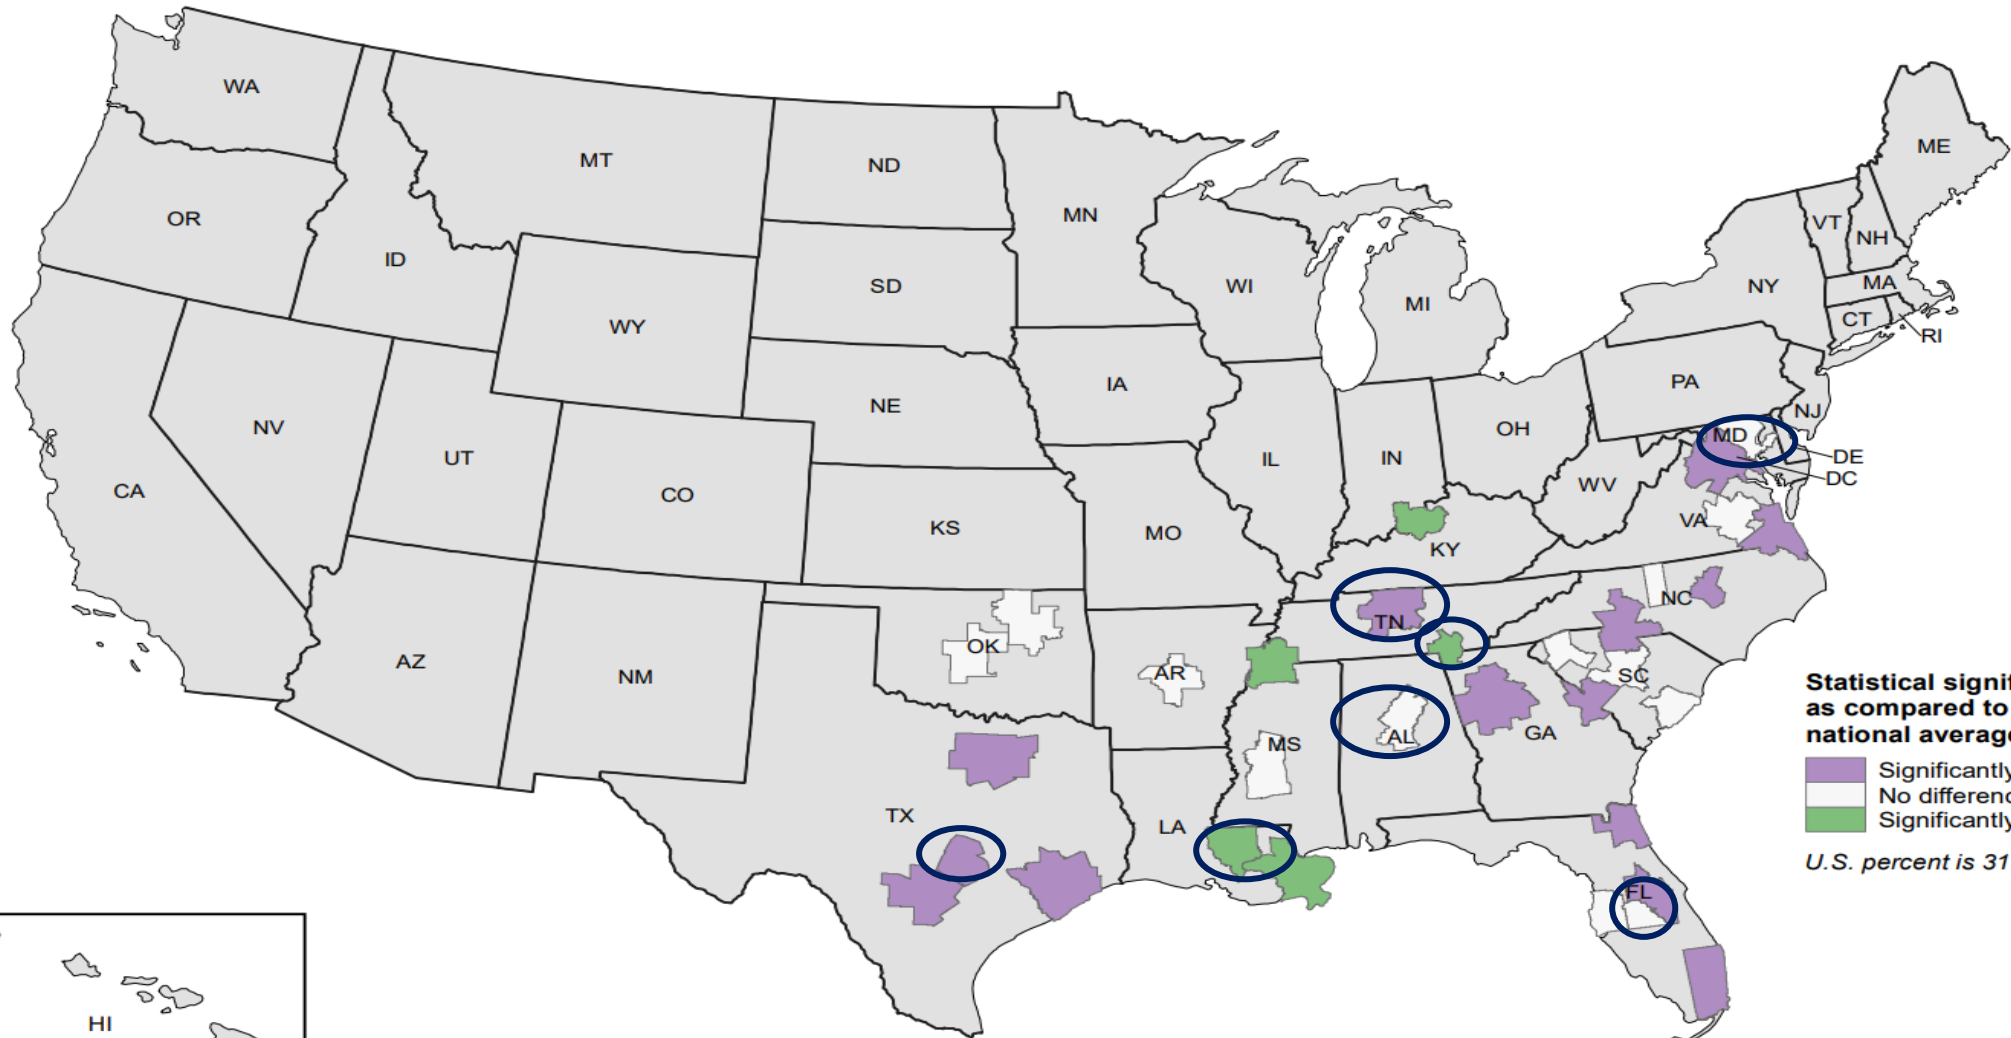 WA
MT
ND
MN
ME
OR
ID
SD
WI
MI
VT
NH
NY
MA
CT
RI
WY
IA
NE
PA
NJ
NV
UT
CO
CA
KS
MO
IL
IN
OH
WV
MD
DE
DC
VA
KY
AZ
NM
OK
AR
TN
NC
SC
MS
AL
GA
TX
LA
FL
HI
Statistical signif
as compared to
national average
Significantly
No difference
Significantly
U.S. percent is 31